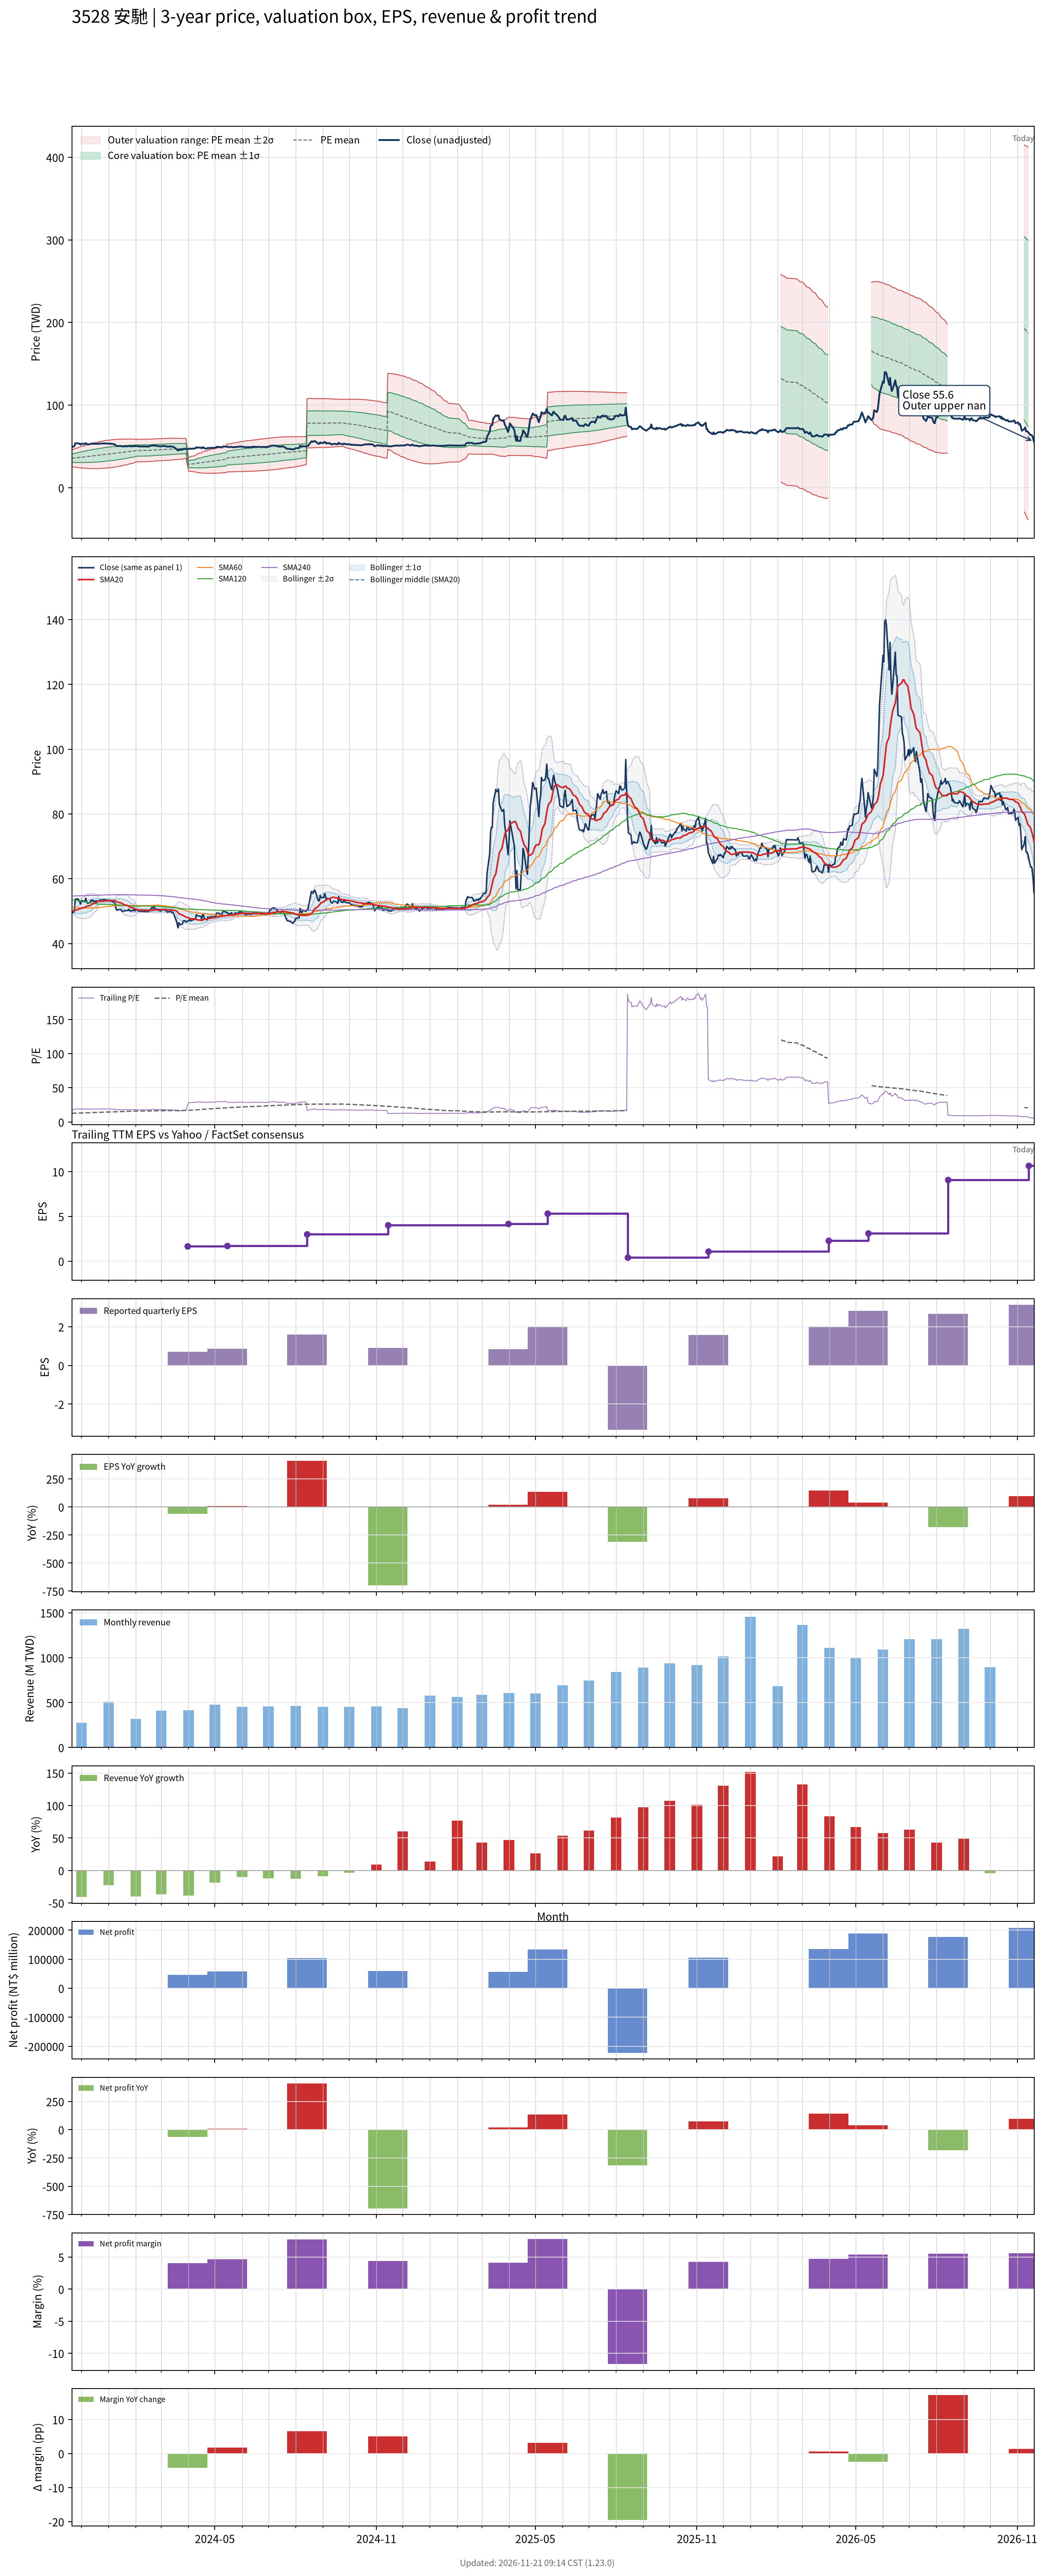 3528 安馳 | 3-year price, valuation box, EPS, revenue & profit trend
Outer valuation range: PE mean ±2σ
PE mean
Close (unadjusted)
Core valuation box: PE mean ±1σ
Today
Price (TWD)
400
300
200
100
0
Close 55.6
Outer upper nan
Close (same as panel 1)
SMA20
SMA60
SMA120
SMA240
Bollinger ±2σ
Bollinger ±1σ
Bollinger middle (SMA20)
Price
140
120
100
80
60
40
Trailing P/E
P/E mean
P/E
150
100
50
0
Trailing TTM EPS vs Yahoo / FactSet consensus
Today
EPS
10
5
0
Reported quarterly EPS
EPS
2
0
-2
EPS YoY growth
YoY (%)
250
0
-250
-500
-750
Monthly revenue
Revenue (M TWD)
1500
1000
500
0
Revenue YoY growth
YoY (%)
150
100
50
0
-50
Month
Net profit
Net profit (NT$ million)
200000
100000
0
-100000
-200000
Net profit YoY
YoY (%)
250
0
-250
-500
-750
Net profit margin
Margin (%)
5
0
-5
-10
Margin YoY change
Δ margin (pp)
10
0
-10
-20
2024-05
2024-11
2025-05
2025-11
2026-05
2026-11
Updated: 2026-11-21 09:14 CST (1.23.0)